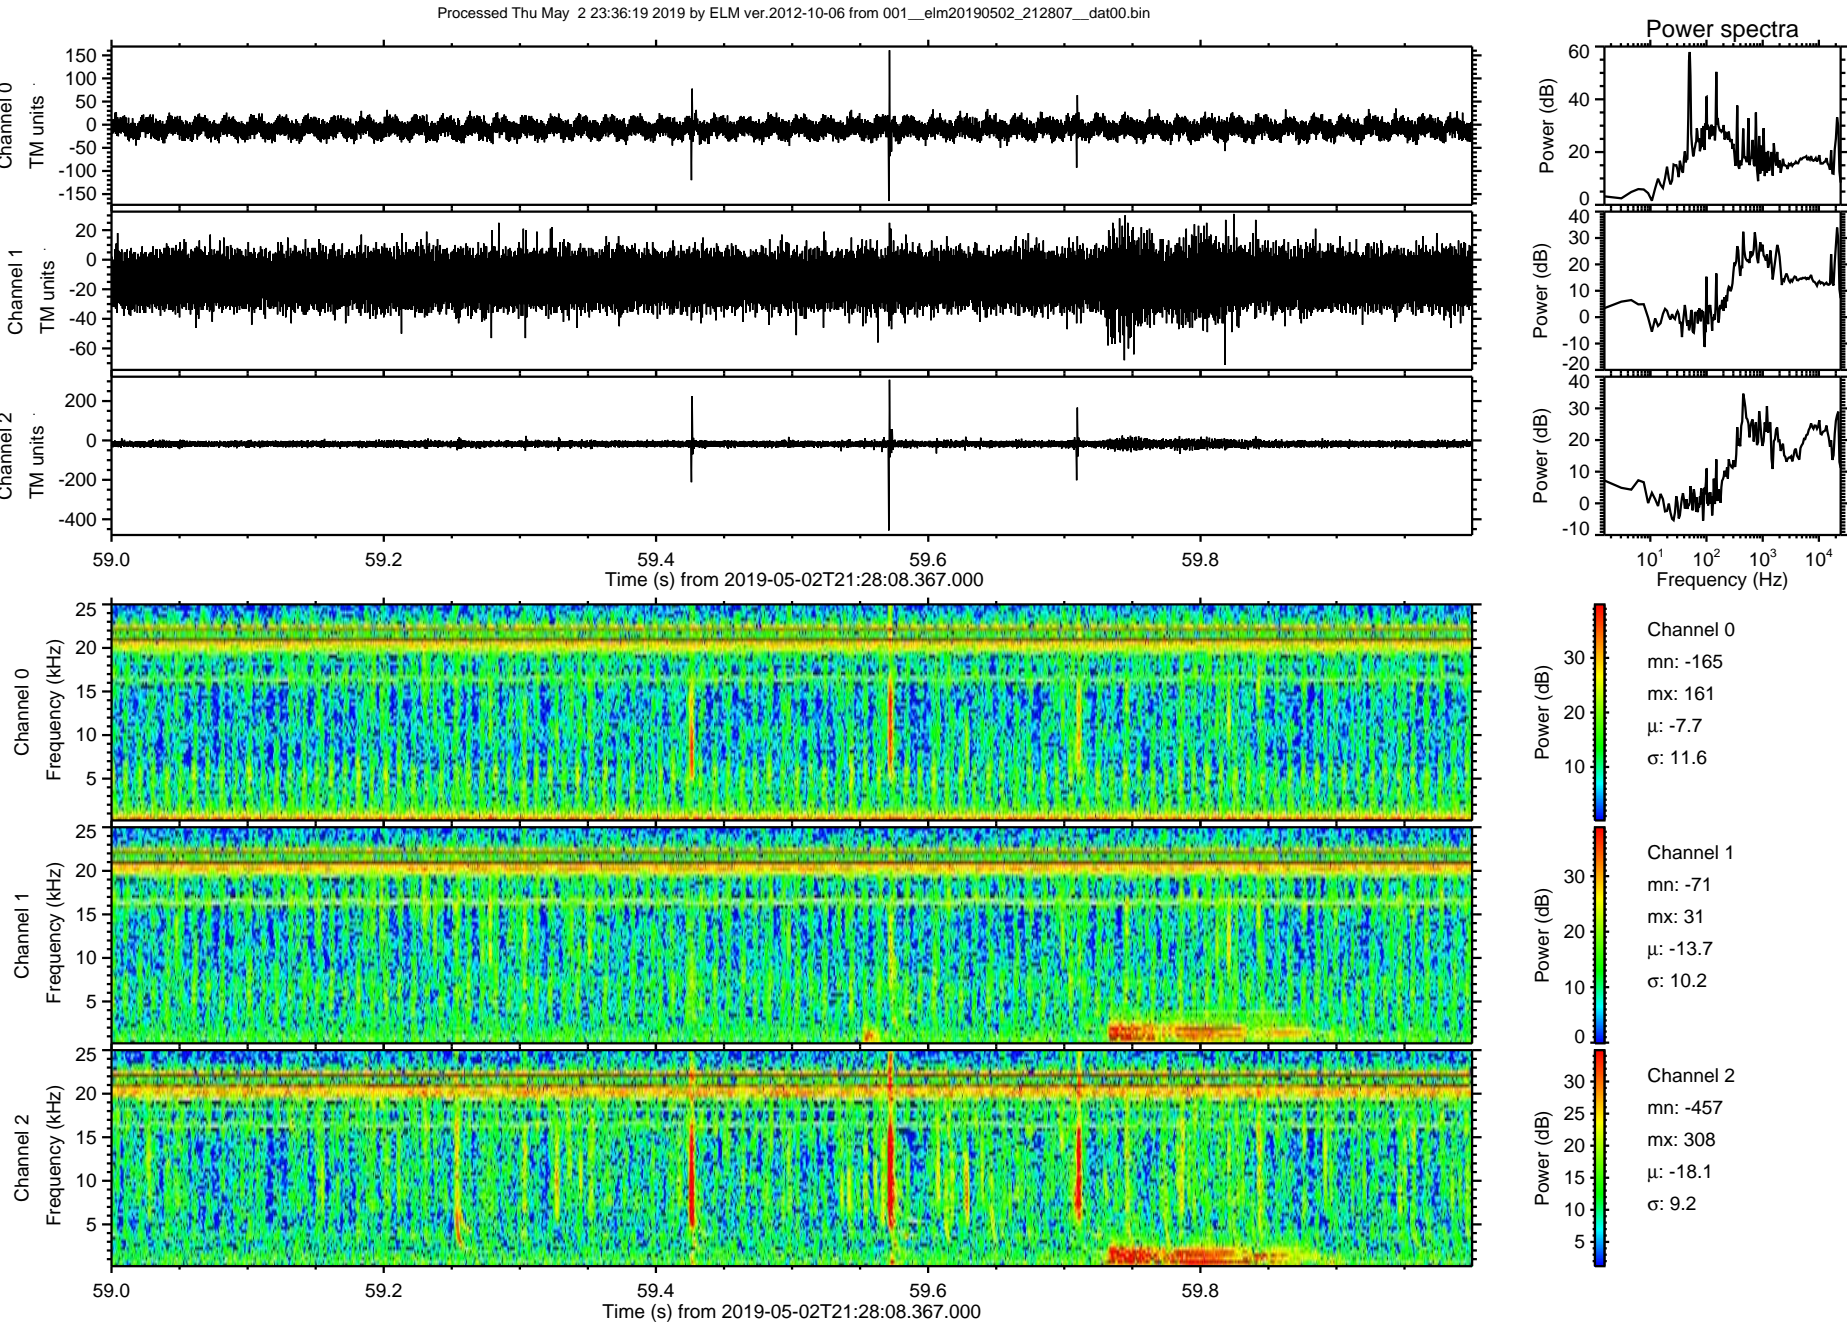 Processed Thu May  2 23:36:19 2019 by ELM ver.2012-10-06 from 001__elm20190502_212807__dat00.bin
Power spectra
Channel 0
TM units
150
100
50
0
-50
-100
-150
Power (dB)
60
40
20
0
Channel 1
TM units
20
0
-20
-40
-60
Power (dB)
40
30
20
10
0
-10
-20
Channel 2
TM units
200
0
-200
-400
Power (dB)
40
30
20
10
0
-10
59.0 59.2 59.4 59.6 59.8
Time (s) from 2019-05-02T21:28:08.367.000
10^1 10^2 10^3 10^4
Frequency (Hz)
Channel 0
Frequency (kHz)
25
20
15
10
5
Power (dB)
30
20
10
Channel 0
mn: -165
mx: 161
μ: -7.7
σ: 11.6
Channel 1
Frequency (kHz)
25
20
15
10
5
Power (dB)
30
20
10
0
Channel 1
mn: -71
mx: 31
μ: -13.7
σ: 10.2
Channel 2
Frequency (kHz)
25
20
15
10
5
Power (dB)
30
25
20
15
10
5
Channel 2
mn: -457
mx: 308
μ: -18.1
σ: 9.2
59.0 59.2 59.4 59.6 59.8
Time (s) from 2019-05-02T21:28:08.367.000